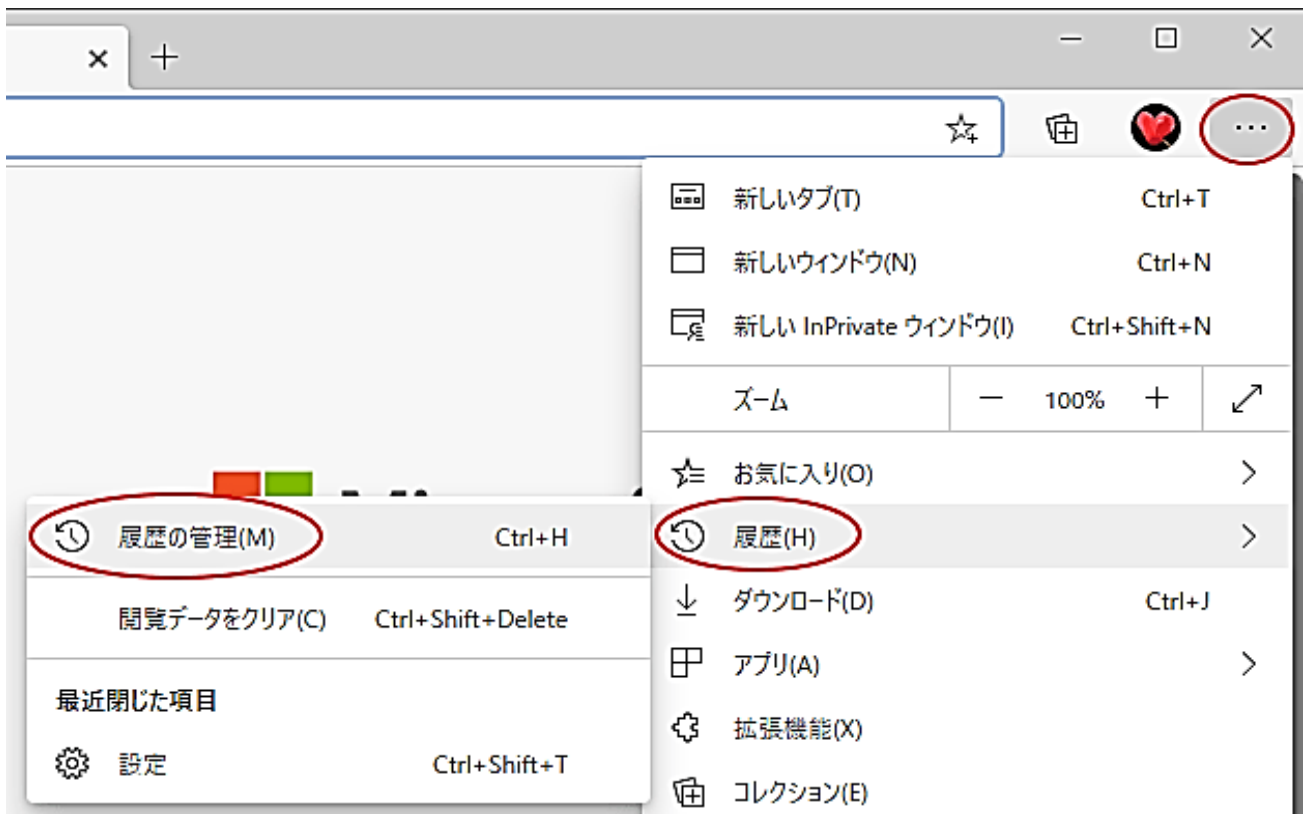 新しいタブ(T) Ctrl+T
新しいウィンドウ(N) Ctrl+N
新しい InPrivate ウィンドウ(I) Ctrl+Shift+N
ズーム — 100% +
お気に入り(O)
履歴(H)
ダウンロード(D) Ctrl+J
アプリ(A)
拡張機能(X)
コレクション(E)
履歴の管理(M) Ctrl+H
閲覧データをクリア(C) Ctrl+Shift+Delete
最近閉じた項目
設定 Ctrl+Shift+T